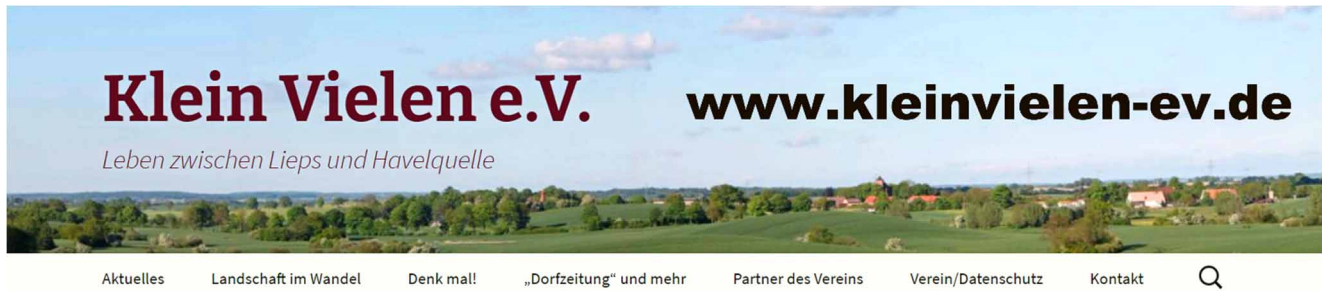 Klein Vielen e.V.
www.kleinvielen-ev.de
Leben zwischen Lieps und Havelquelle
Aktuelles Landschaft im Wandel Denk mal! „Dorfzeitung“ und mehr Partner des Vereins Verein/Datenschutz Kontakt